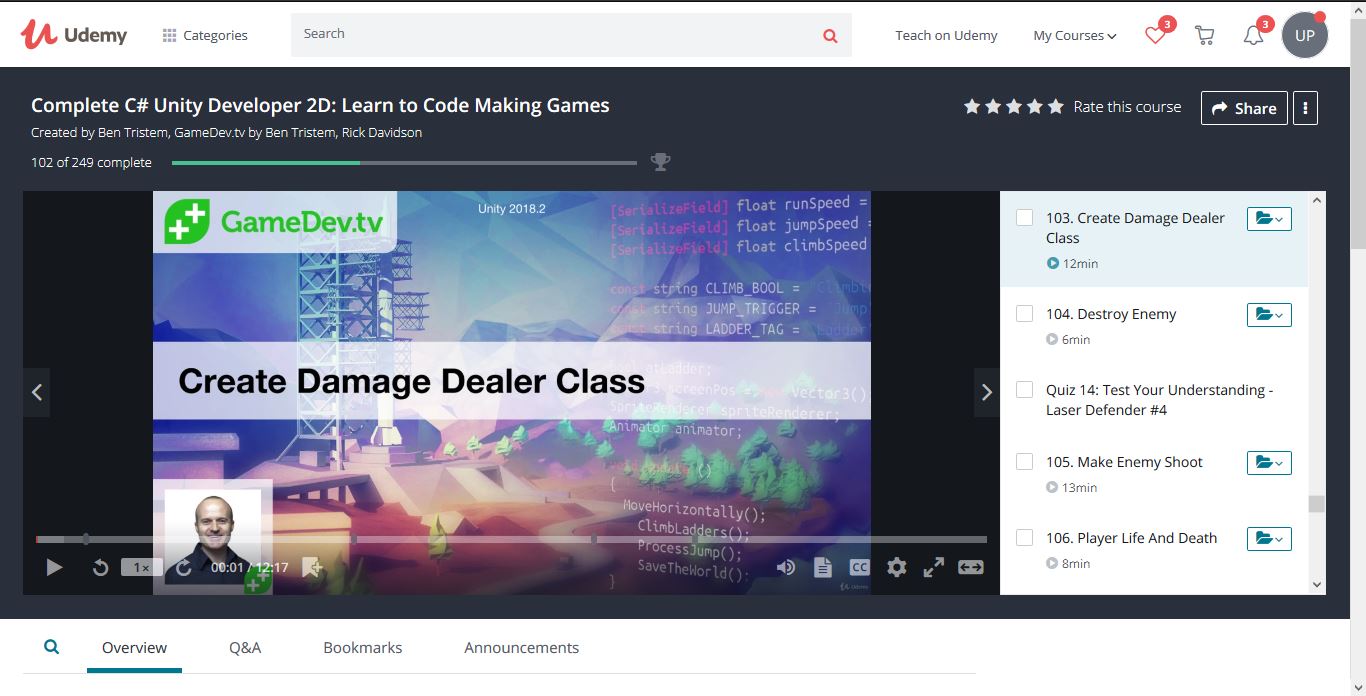 Udemy
Categories
Search
Teach on Udemy
My Courses
3
3
UP
Complete C# Unity Developer 2D: Learn to Code Making Games
Created by Ben Tristem, GameDev.tv by Ben Tristem, Rick Davidson
102 of 249 complete
Rate this course
Share
GameDev.tv
Unity 2018.2
[SerializeField] float runSpeed =
[SerializeField] float jumpSpeed =
[SerializeField] float climbSpeed
const string CLIMB_BOOL =
const string JUMP_TRIGGER =
const string LADDER_TAG =
Create Damage Dealer Class
atLadder;
screenPos
Vector3()
SpriteRenderer spriteRenderer;
Animator animator;
()
{
MoveHorizontally();
ClimbLadders();
ProcessJump();
SaveTheWorld();
}
1x
00:01 / 12:17
CC
Udemy
103. Create Damage Dealer
Class
12min
104. Destroy Enemy
6min
Quiz 14: Test Your Understanding -
Laser Defender #4
105. Make Enemy Shoot
13min
106. Player Life And Death
8min
Overview
Q&A
Bookmarks
Announcements